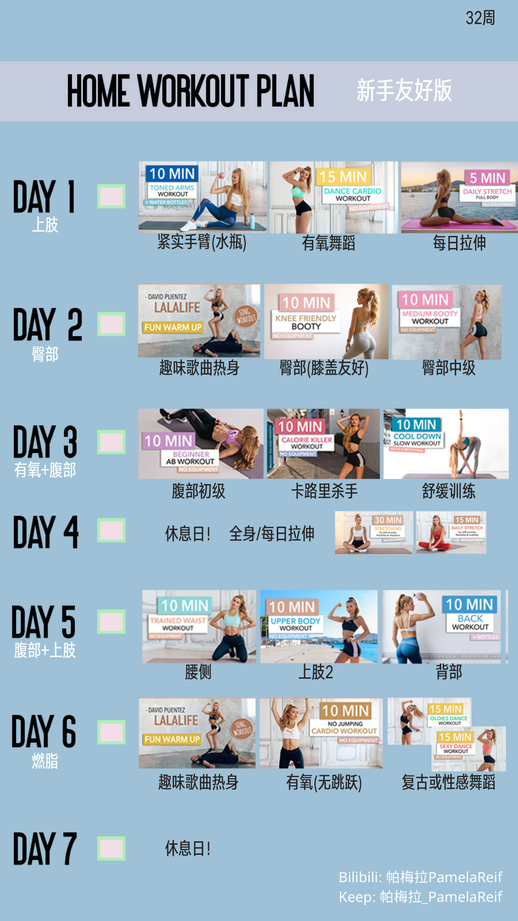 32周
HOME WORKOUT PLAN 新手友好版
DAY 1
上肢
10 MIN
TONED ARMS
WORKOUT
+ WATER BOTTLES
15 MIN
DANCE CARDIO
WORKOUT
5 MIN
DAILY STRETCH
FULL BODY
紧实手臂(水瓶) 有氧舞蹈 每日拉伸
DAY 2
臀部
- DAVID PUENTEZ
LALALIFE
FUN WARM UP
SONG
WORKOUT
10 MIN
KNEE FRIENDLY
BOOTY
NO EQUIPMENT
10 MIN
MEDIUM BOOTY
WORKOUT
NO EQUIPMENT
趣味歌曲热身 臀部(膝盖友好) 臀部中级
DAY 3
有氧+腹部
10 MIN
BEGINNER
AB WORKOUT
NO EQUIPMENT
10 MIN
CALORIE KILLER
WORKOUT
NO EQUIPMENT
10 MIN
COOL DOWN
SLOW WORKOUT
腹部初级 卡路里杀手 舒缓训练
DAY 4
休息日! 全身/每日拉伸
30 MIN
STRETCHING
15 MIN
DAILY STRETCH
DAY 5
腹部+上肢
10 MIN
TRAINED WAIST
WORKOUT
NO EQUIPMENT
10 MIN
UPPER BODY
WORKOUT
NO EQUIPMENT
10 MIN
BACK
WORKOUT
+ BOTTLES
腰侧 上肢2 背部
DAY 6
燃脂
- DAVID PUENTEZ
LALALIFE
FUN WARM UP
SONG
WORKOUT
10 MIN
NO JUMPING
CARDIO WORKOUT
NO EQUIPMENT
15 MIN
OLDIES DANCE
WORKOUT
15 MIN
SEXY DANCE
WORKOUT
趣味歌曲热身 有氧(无跳跃) 复古或性感舞蹈
DAY 7
休息日!
Bilibili: 帕梅拉PamelaReif
Keep: 帕梅拉_PamelaReif